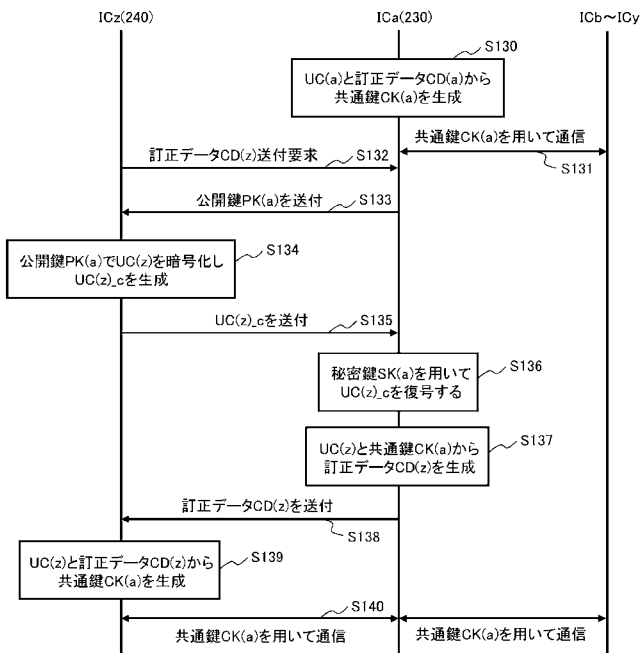 ICz(240)
ICa(230)
ICb～ICy
S130
UC(a)と訂正データCD(a)から
共通鍵CK(a)を生成
共通鍵CK(a)を用いて通信
S131
訂正データCD(z)送付要求
S132
公開鍵PK(a)を送付
S133
S134
公開鍵PK(a)でUC(z)を暗号化し
UC(z)_cを生成
UC(z)_cを送付
S135
S136
秘密鍵SK(a)を用いて
UC(z)_cを復号する
S137
UC(z)と共通鍵CK(a)から
訂正データCD(z)を生成
訂正データCD(z)を送付
S138
S139
UC(z)と訂正データCD(z)から
共通鍵CK(a)を生成
S140
共通鍵CK(a)を用いて通信
共通鍵CK(a)を用いて通信